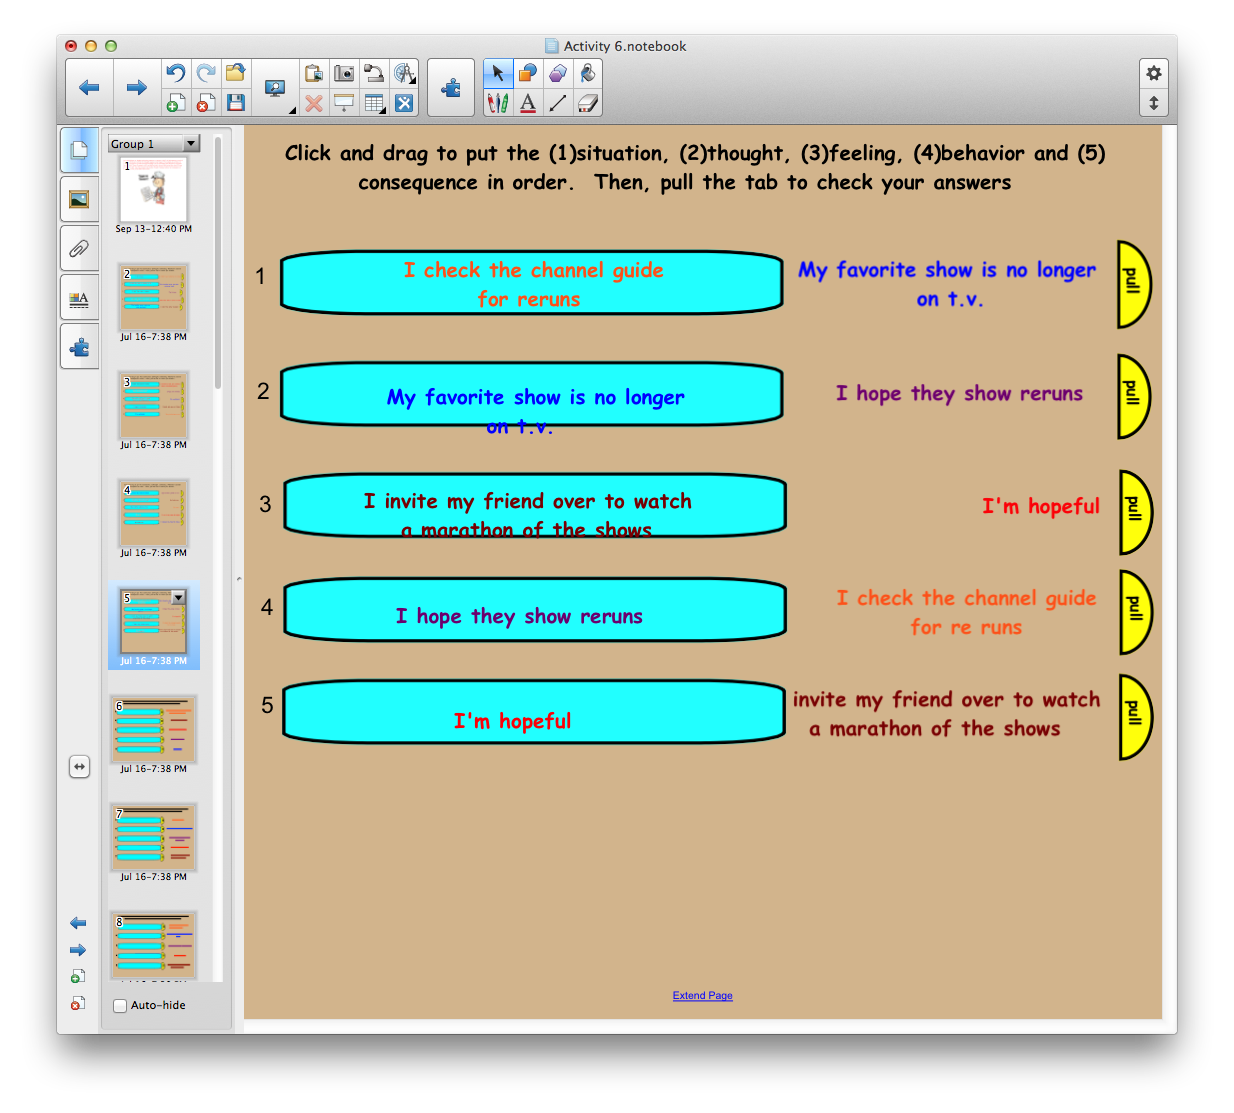 Activity 6.notebook
Group 1
1
Sep 13-12:40 PM
2
Jul 16-7:38 PM
3
Jul 16-7:38 PM
4
Jul 16-7:38 PM
5
Jul 16-7:38 PM
6
Jul 16-7:38 PM
7
Jul 16-7:38 PM
8
Auto-hide
Click and drag to put the (1)situation, (2)thought, (3)feeling, (4)behavior and (5)
consequence in order. Then, pull the tab to check your answers
1
I check the channel guide
for reruns
My favorite show is no longer
on t.v.
pull
2
My favorite show is no longer
on t.v.
I hope they show reruns
pull
3
I invite my friend over to watch
a marathon of the shows
I'm hopeful
pull
4
I hope they show reruns
I check the channel guide
for re runs
pull
5
I'm hopeful
invite my friend over to watch
a marathon of the shows
pull
Extend Page